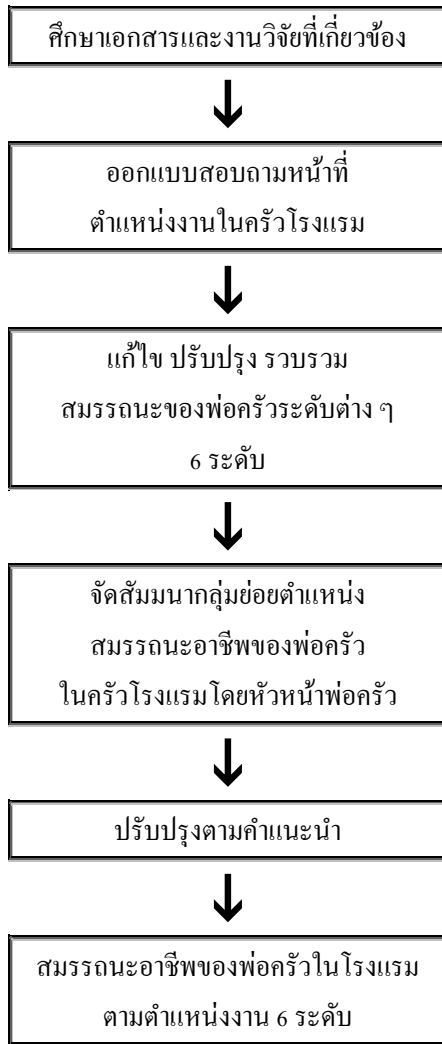 ศึกษาเอกสารและงานวิจัยที่เกี่ยวข้อง
ออกแบบสอบถามหน้าที่
ตำแหน่งงานในครัวโรงแรม
แก้ไข ปรับปรุง รวบรวม
สมรรถนะของพ่อครัวระดับต่าง ๆ
6 ระดับ
จัดสัมมนากลุ่มย่อยตำแหน่ง
สมรรถนะอาชีพของพ่อครัว
ในครัวโรงแรมโดยหัวหน้าพ่อครัว
ปรับปรุงตามคำแนะนำ
สมรรถนะอาชีพของพ่อครัวในโรงแรม
ตามตำแหน่งงาน 6 ระดับ